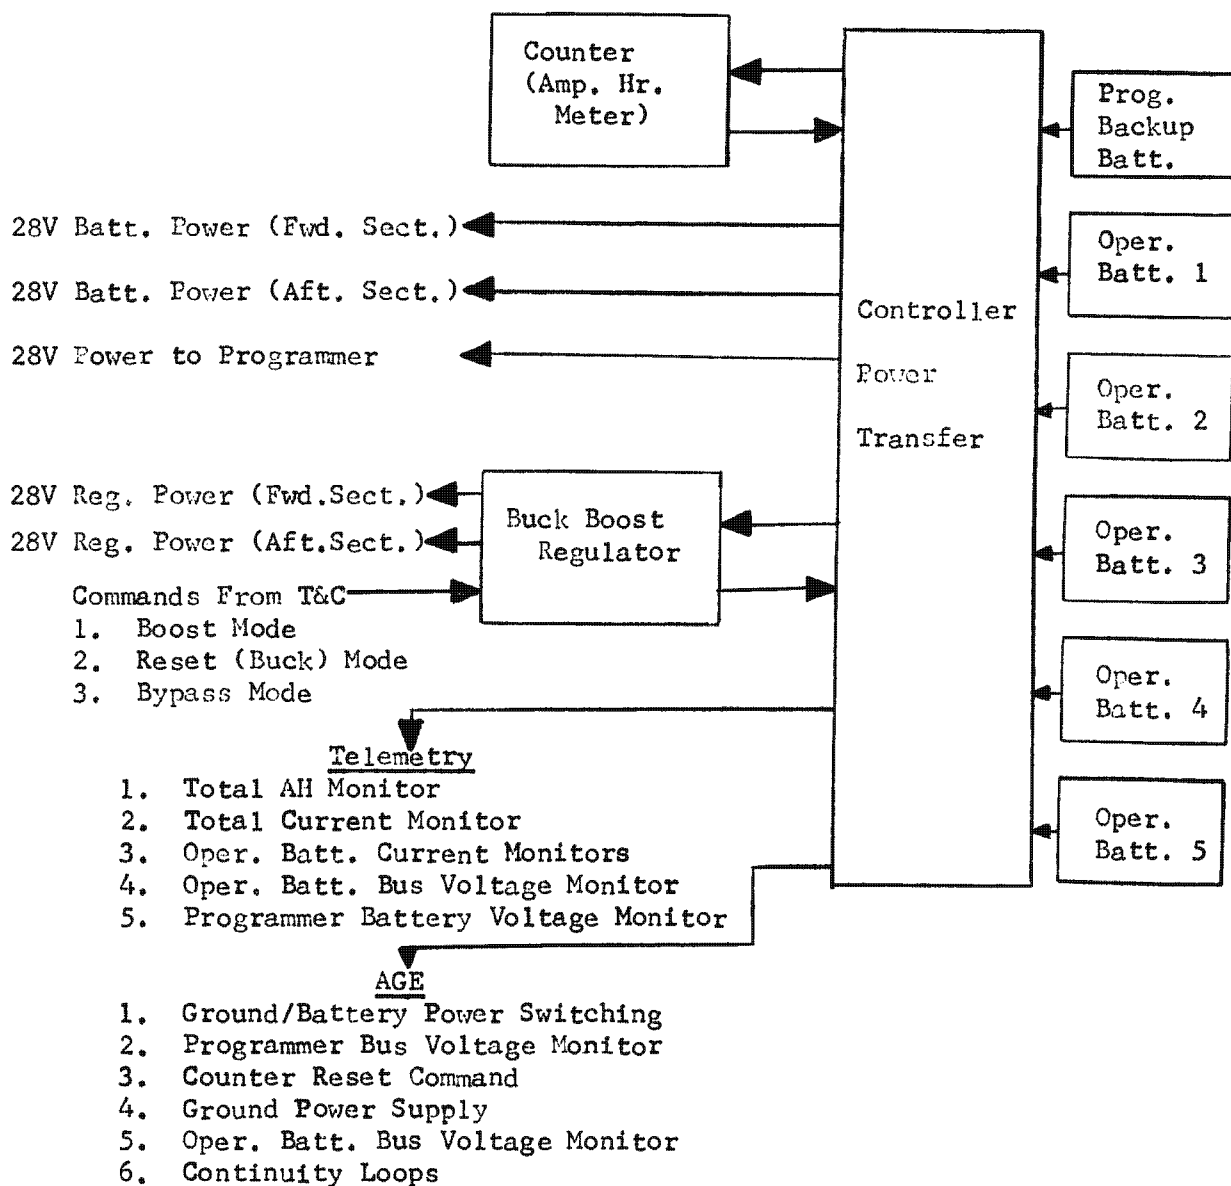 Counter
(Amp. Hr.
Meter)
Prog.
Backup
Batt.
28V Batt. Power (Fwd. Sect.)
28V Batt. Power (Aft. Sect.)
28V Power to Programmer
Controller
Power
Transfer
Oper.
Batt. 1
Oper.
Batt. 2
Oper.
Batt. 3
Oper.
Batt. 4
Oper.
Batt. 5
28V Reg. Power (Fwd.Sect.)
28V Reg. Power (Aft.Sect.)
Buck Boost
Regulator
Commands From T&C
1. Boost Mode
2. Reset (Buck) Mode
3. Bypass Mode
Telemetry
1. Total AH Monitor
2. Total Current Monitor
3. Oper. Batt. Current Monitors
4. Oper. Batt. Bus Voltage Monitor
5. Programmer Battery Voltage Monitor
AGE
1. Ground/Battery Power Switching
2. Programmer Bus Voltage Monitor
3. Counter Reset Command
4. Ground Power Supply
5. Oper. Batt. Bus Voltage Monitor
6. Continuity Loops